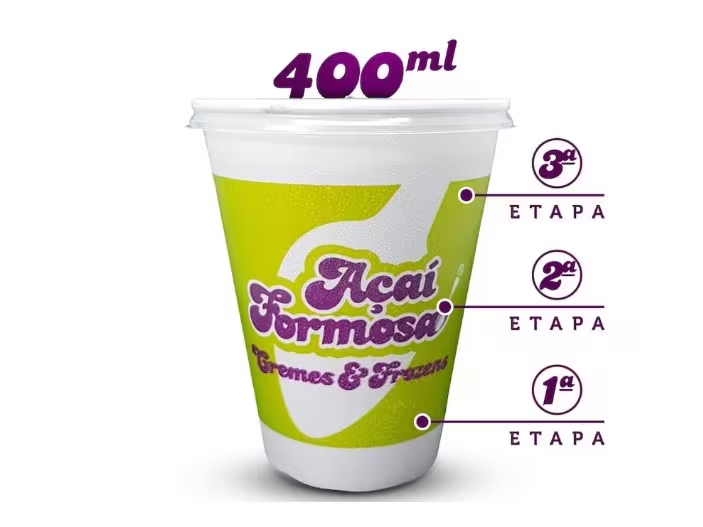 400ml
3ª
ETAPA
Açaí
Formosa
Cremes & Frozens
2ª
ETAPA
1ª
ETAPA